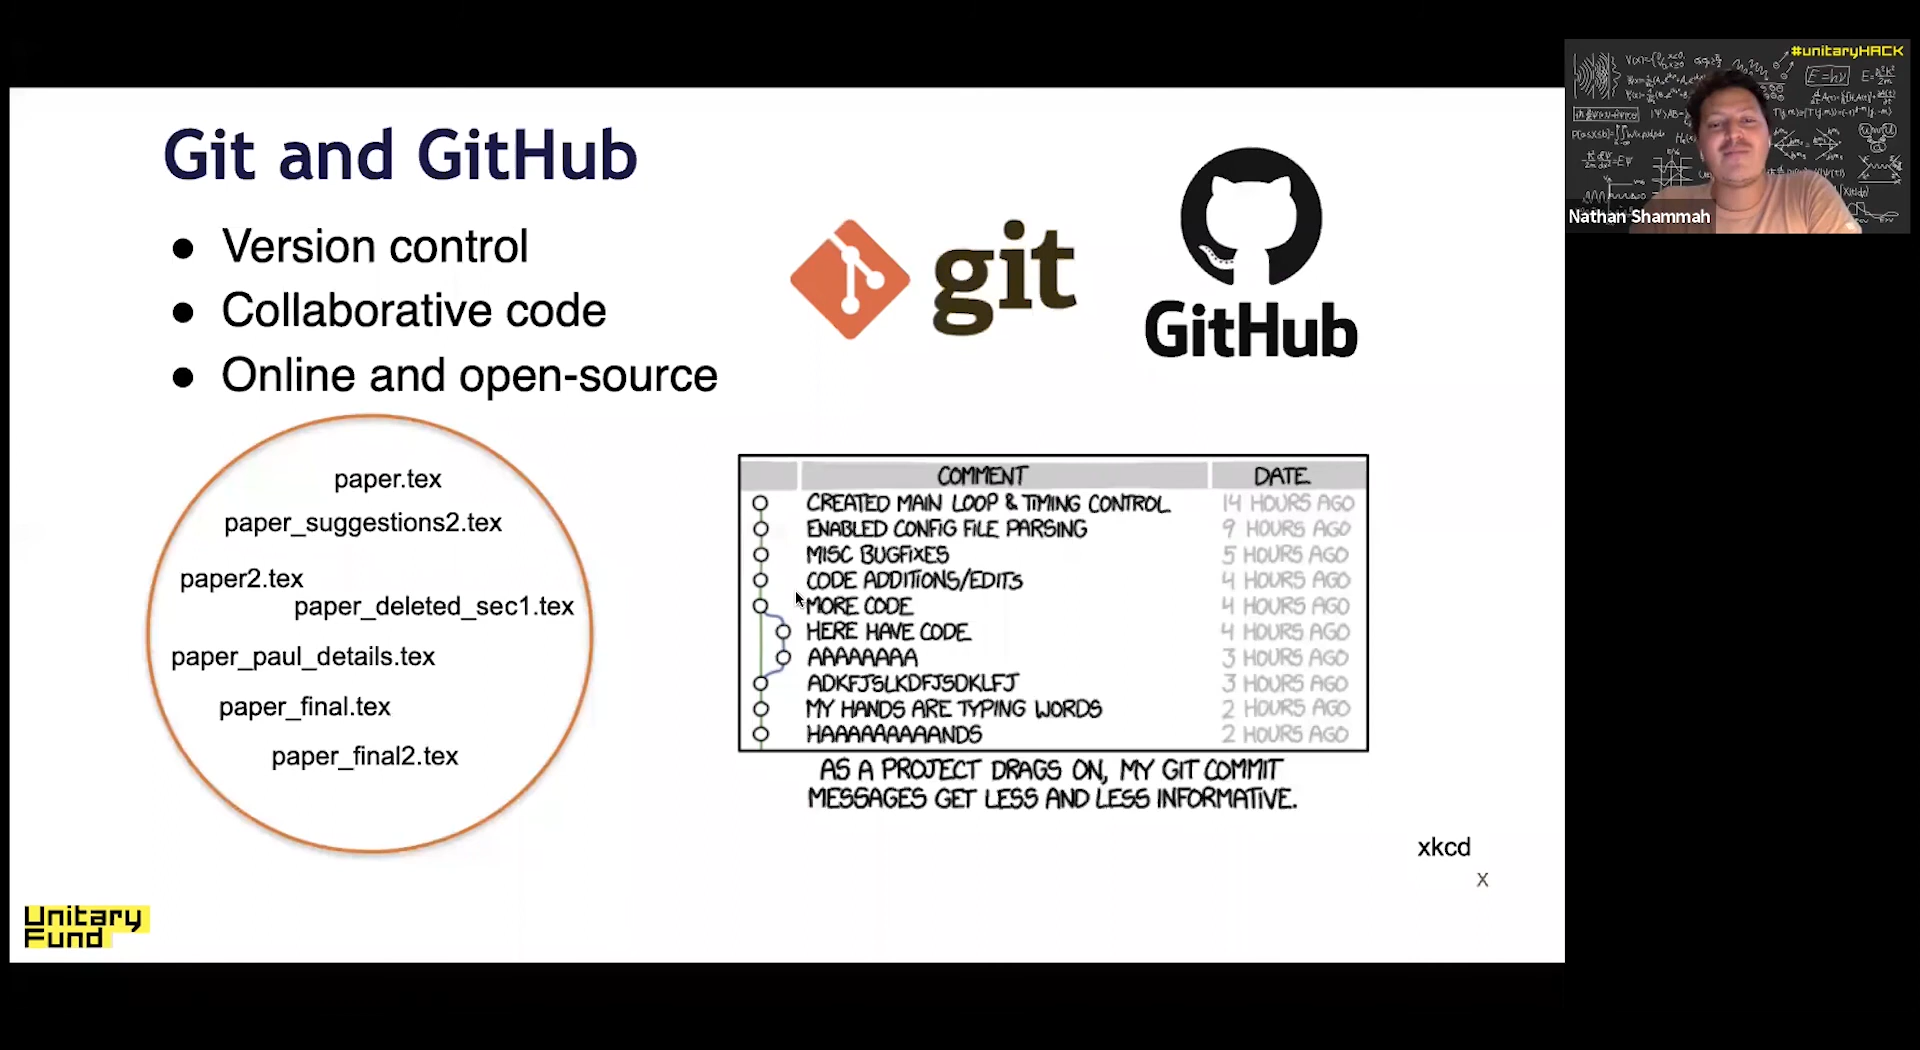 Git and GitHub
● Version control
● Collaborative code
● Online and open-source
git
GitHub
paper.tex
paper_suggestions2.tex
paper2.tex
paper_deleted_sec1.tex
paper_paul_details.tex
paper_final.tex
paper_final2.tex
COMMENT DATE
CREATED MAIN LOOP & TIMING CONTROL 14 HOURS AGO
ENABLED CONFIG FILE PARSING 9 HOURS AGO
MISC BUGFIXES 5 HOURS AGO
CODE ADDITIONS/EDITS 4 HOURS AGO
MORE CODE 4 HOURS AGO
HERE HAVE CODE 4 HOURS AGO
AAAAAAAA 3 HOURS AGO
ADKFJSLKDFJSDKLFJ 3 HOURS AGO
MY HANDS ARE TYPING WORDS 2 HOURS AGO
HAAAAAAAAANDS 2 HOURS AGO
AS A PROJECT DRAGS ON, MY GIT COMMIT
MESSAGES GET LESS AND LESS INFORMATIVE.
xkcd
x
Unitary
Fund
#unitaryHACK
E=hν
Nathan Shammah